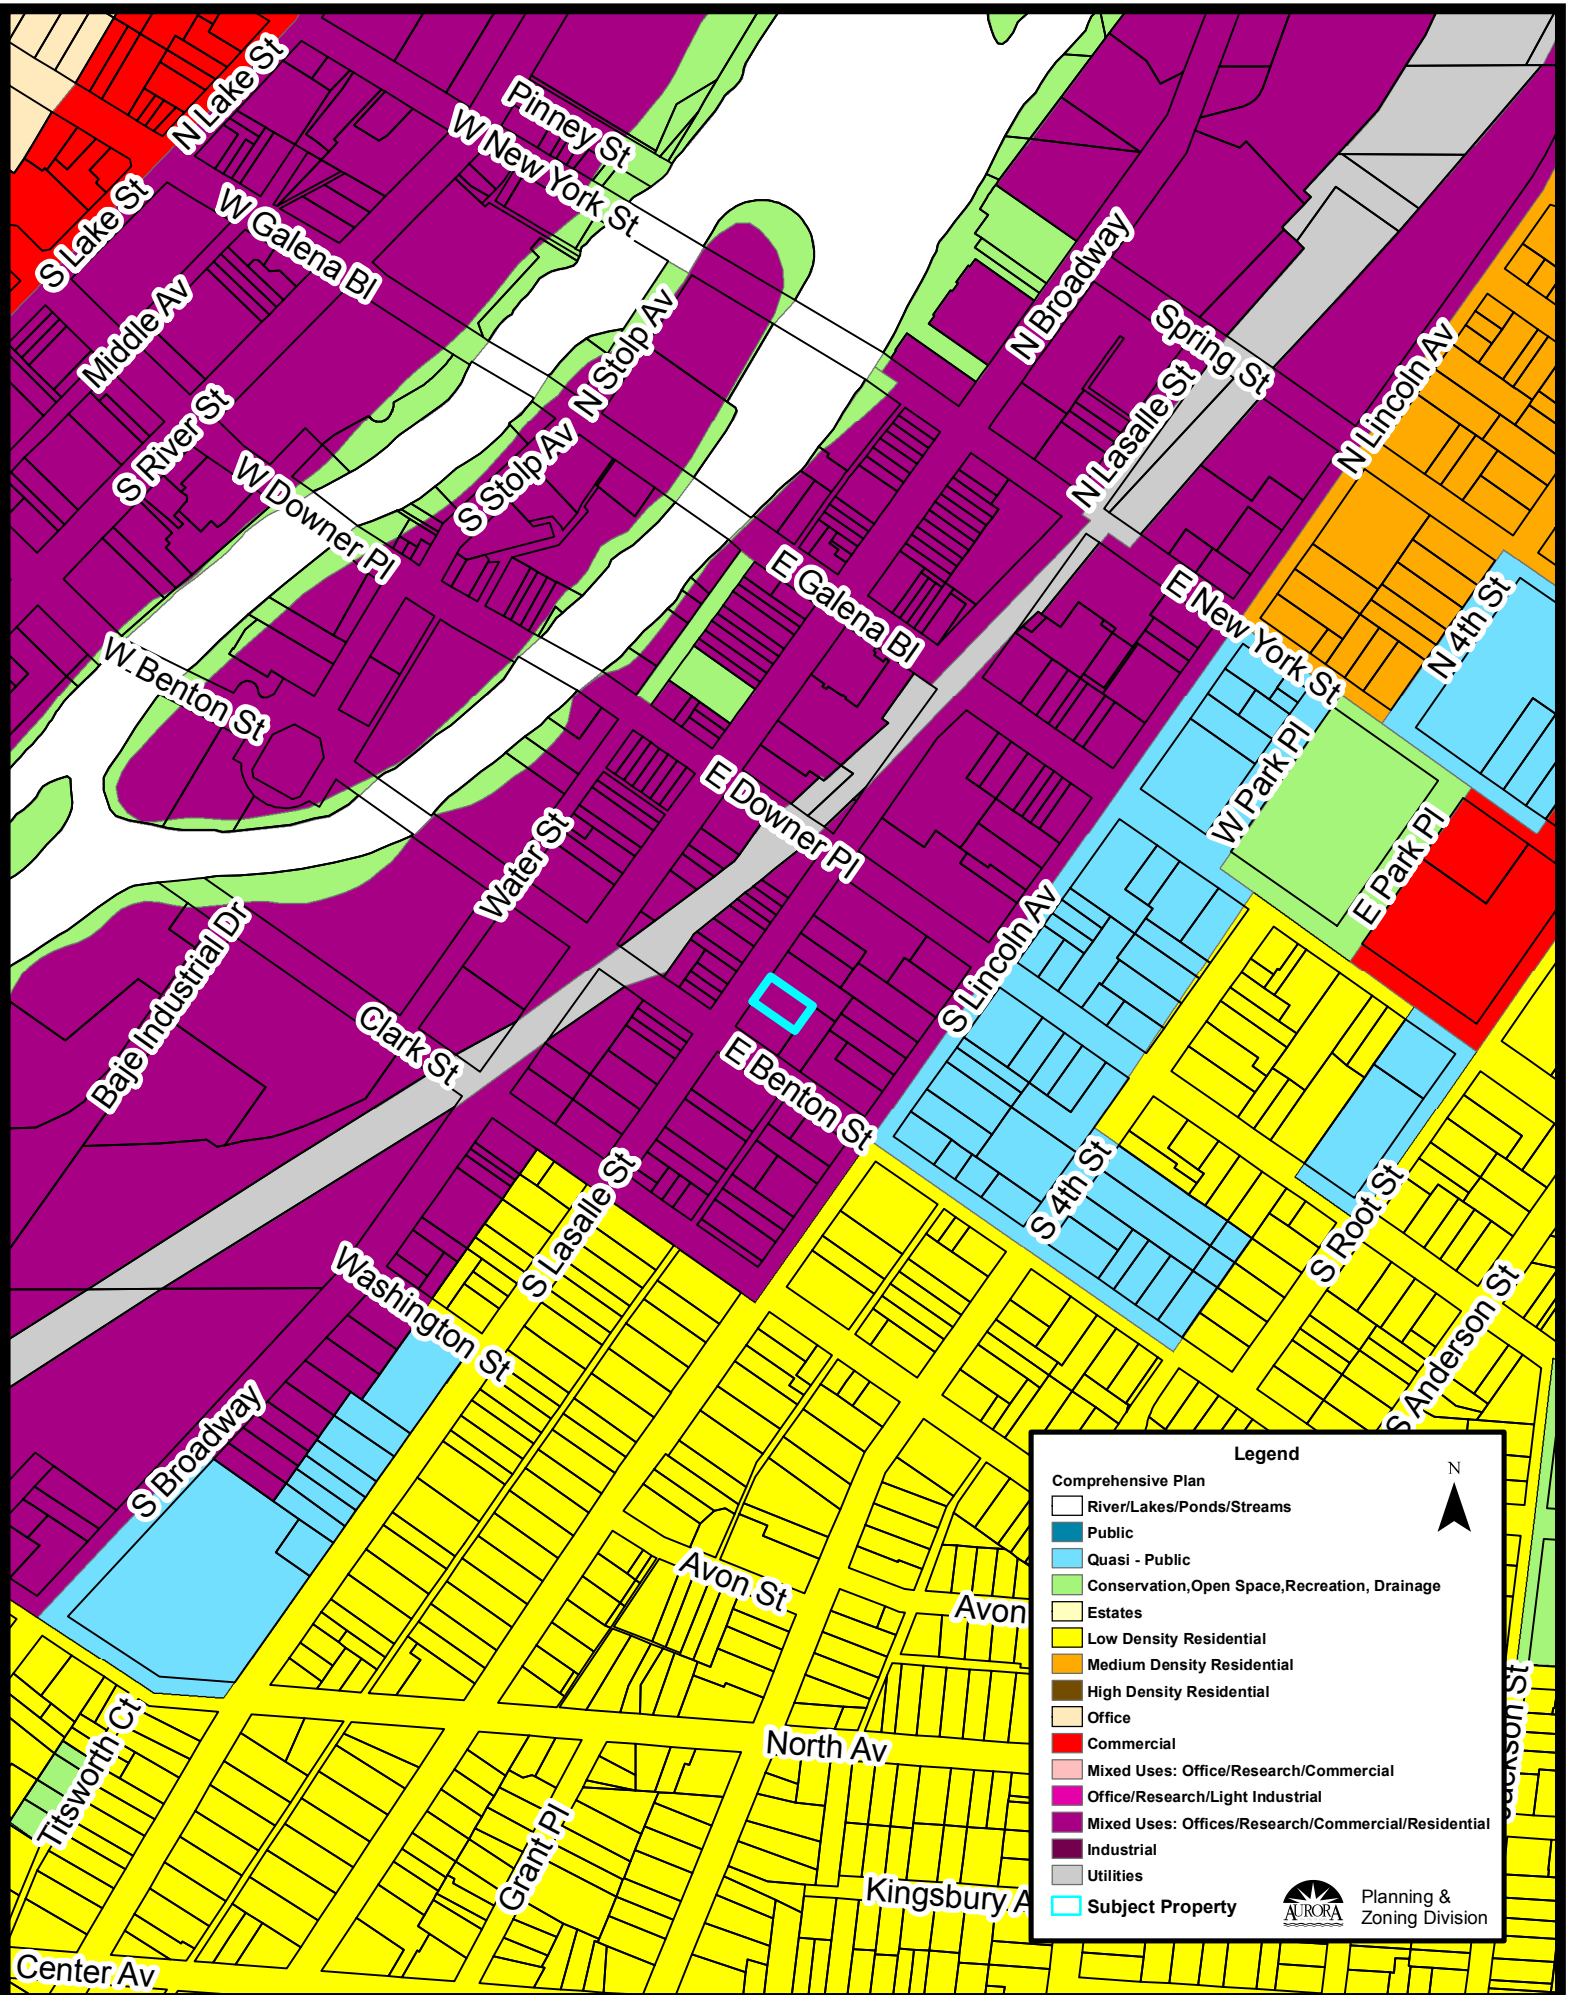 Pinney St
N Lake St
W New York St
S Lake St
W Galena Bl
N Broadway
Middle Av
N Stolp Av
Spring St
N Lincoln Av
N Lasalle St
S River St
S Stolp Av
W Downer Pl
E Galena Bl
E New York St
N 4th St
W. Benton St
W Park Pl
E Downer Pl
E Park Pl
Water St
S Lincoln Av
Baje Industrial Dr
Clark St
E Benton St
S 4th St
S Lasalle St
S Root St
Washington St
S Anderson St
S Broadway
Avon St
Avon
Titsworth Ct
North Av
Grant Pl
Kingsbury A
Center Av
Legend
N
Comprehensive Plan
River/Lakes/Ponds/Streams
Public
Quasi - Public
Conservation,Open Space,Recreation, Drainage
Estates
Low Density Residential
Medium Density Residential
High Density Residential
Office
Commercial
Mixed Uses: Office/Research/Commercial
Office/Research/Light Industrial
Mixed Uses: Offices/Research/Commercial/Residential
Industrial
Utilities
Subject Property
AURORA
Planning &
Zoning Division